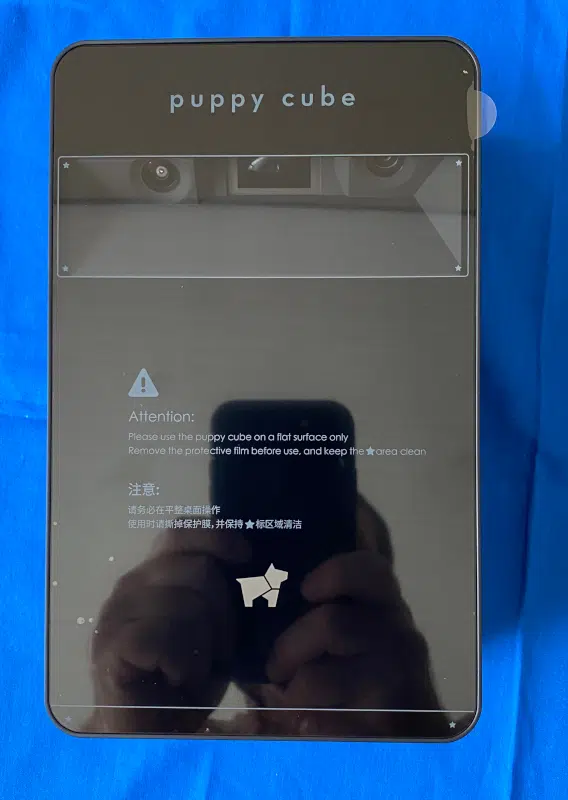 puppy cube
Attention:
Please use the puppy cube on a flat surface only
Remove the protective film before use, and keep the ★ area clean
注意:
请务必在平整桌面操作
使用时请撕掉保护膜,并保持★标区域清洁